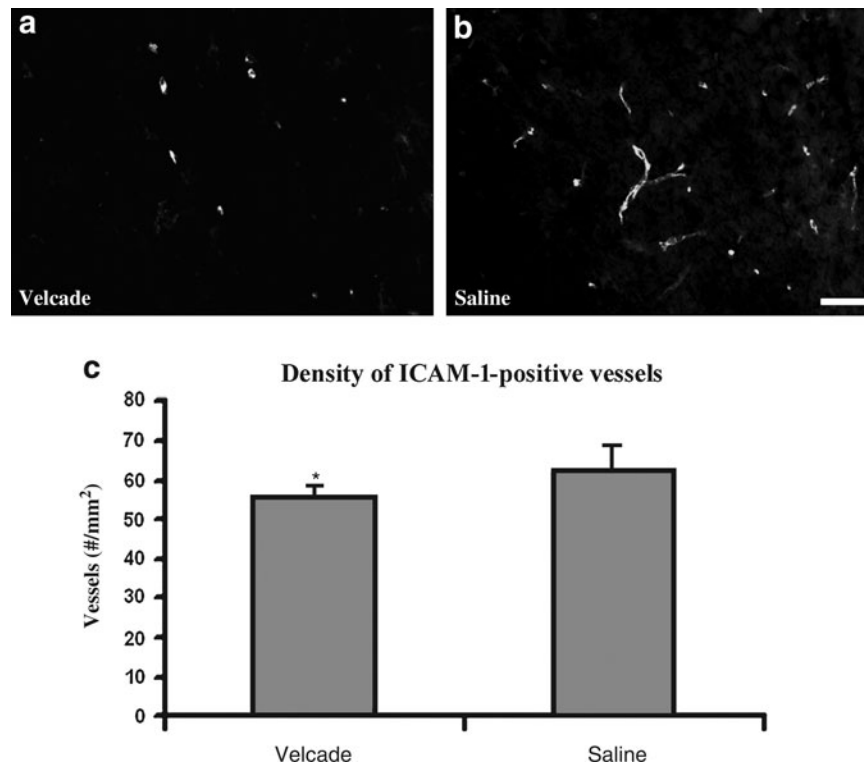 a
b
Velcade
Saline
c
Density of ICAM-1-positive vessels
Vessels (#/mm²)
80
70
60
50
40
30
20
10
0
*
Velcade
Saline